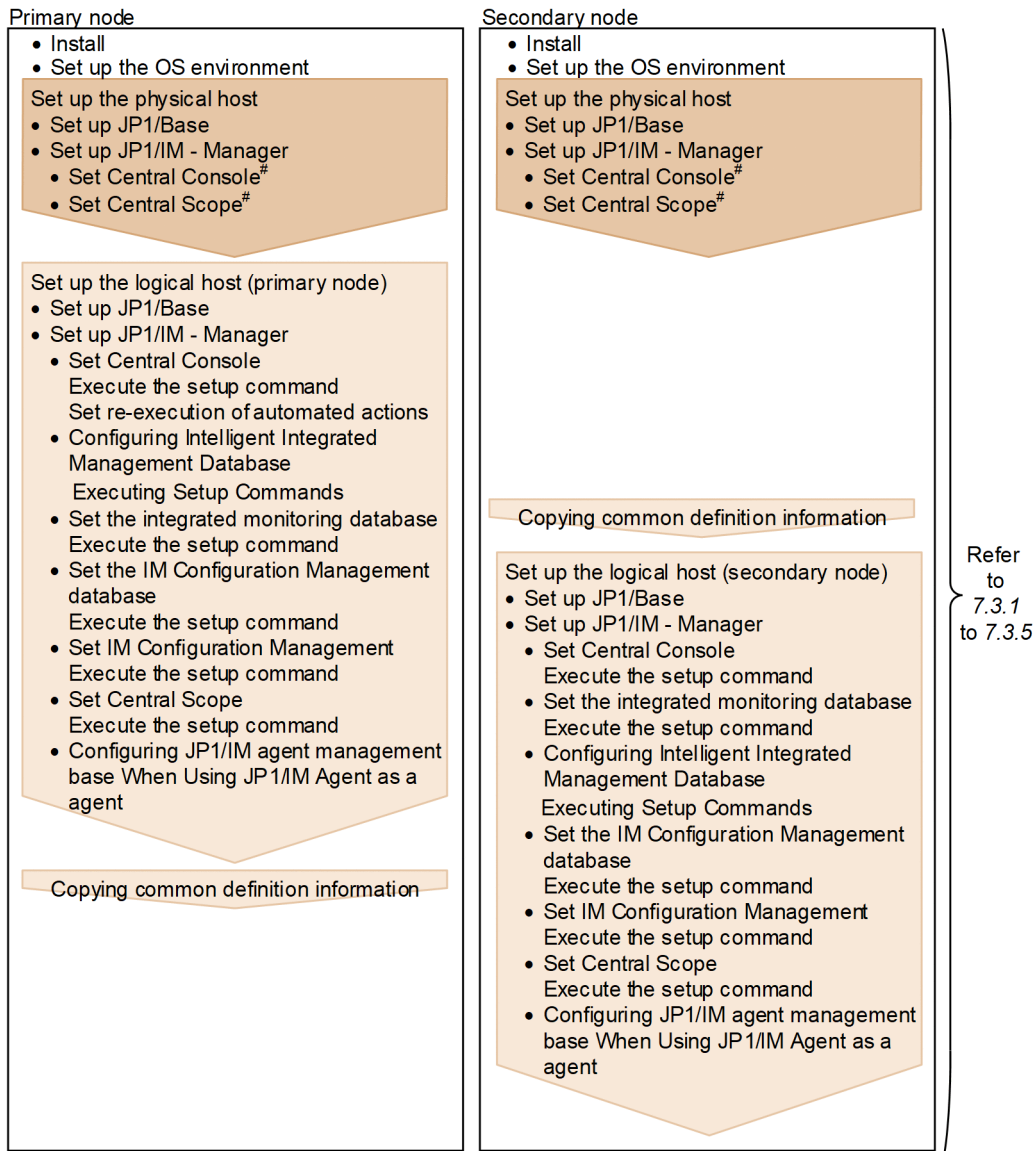 Primary node
• Install
• Set up the OS environment
Set up the physical host
• Set up JP1/Base
• Set up JP1/IM - Manager
• Set Central Console#
• Set Central Scope#
Set up the logical host (primary node)
• Set up JP1/Base
• Set up JP1/IM - Manager
• Set Central Console
Execute the setup command
Set re-execution of automated actions
• Configuring Intelligent Integrated
Management Database
Executing Setup Commands
• Set the integrated monitoring database
Execute the setup command
• Set the IM Configuration Management
database
Execute the setup command
• Set IM Configuration Management
Execute the setup command
• Set Central Scope
Execute the setup command
• Configuring JP1/IM agent management
base When Using JP1/IM Agent as a
agent
Copying common definition information
Secondary node
• Install
• Set up the OS environment
Set up the physical host
• Set up JP1/Base
• Set up JP1/IM - Manager
• Set Central Console#
• Set Central Scope#
Copying common definition information
Set up the logical host (secondary node)
• Set up JP1/Base
• Set up JP1/IM - Manager
• Set Central Console
Execute the setup command
• Set the integrated monitoring database
Execute the setup command
• Configuring Intelligent Integrated
Management Database
Executing Setup Commands
• Set the IM Configuration Management
database
Execute the setup command
• Set IM Configuration Management
Execute the setup command
• Set Central Scope
Execute the setup command
• Configuring JP1/IM agent management
base When Using JP1/IM Agent as a
agent
Refer
to
7.3.1
to 7.3.5